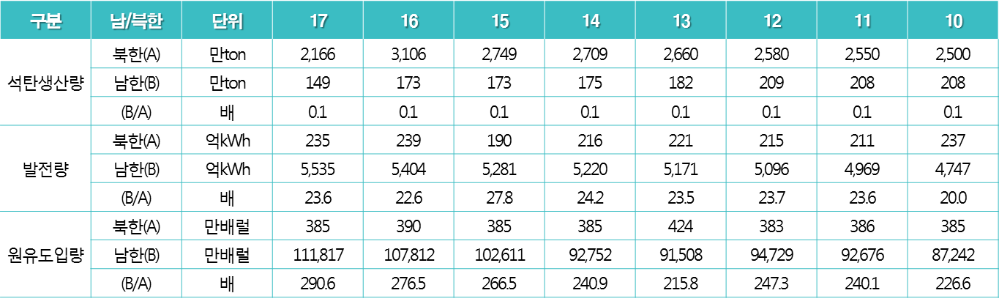 구분 남/북한 단위 17 16 15 14 13 12 11 10
북한(A) 만ton 2,166 3,106 2,749 2,709 2,660 2,580 2,550 2,500
석탄생산량 남한(B) 만ton 149 173 173 175 182 209 208 208
(B/A) 배 0.1 0.1 0.1 0.1 0.1 0.1 0.1 0.1
북한(A) 억kWh 235 239 190 216 221 215 211 237
발전량 남한(B) 억kWh 5,535 5,404 5,281 5,220 5,171 5,096 4,969 4,747
(B/A) 배 23.6 22.6 27.8 24.2 23.5 23.7 23.6 20.0
북한(A) 만배럴 385 390 385 385 424 383 386 385
원유도입량 남한(B) 만배럴 111,817 107,812 102,611 92,752 91,508 94,729 92,676 87,242
(B/A) 배 290.6 276.5 266.5 240.9 215.8 247.3 240.1 226.6